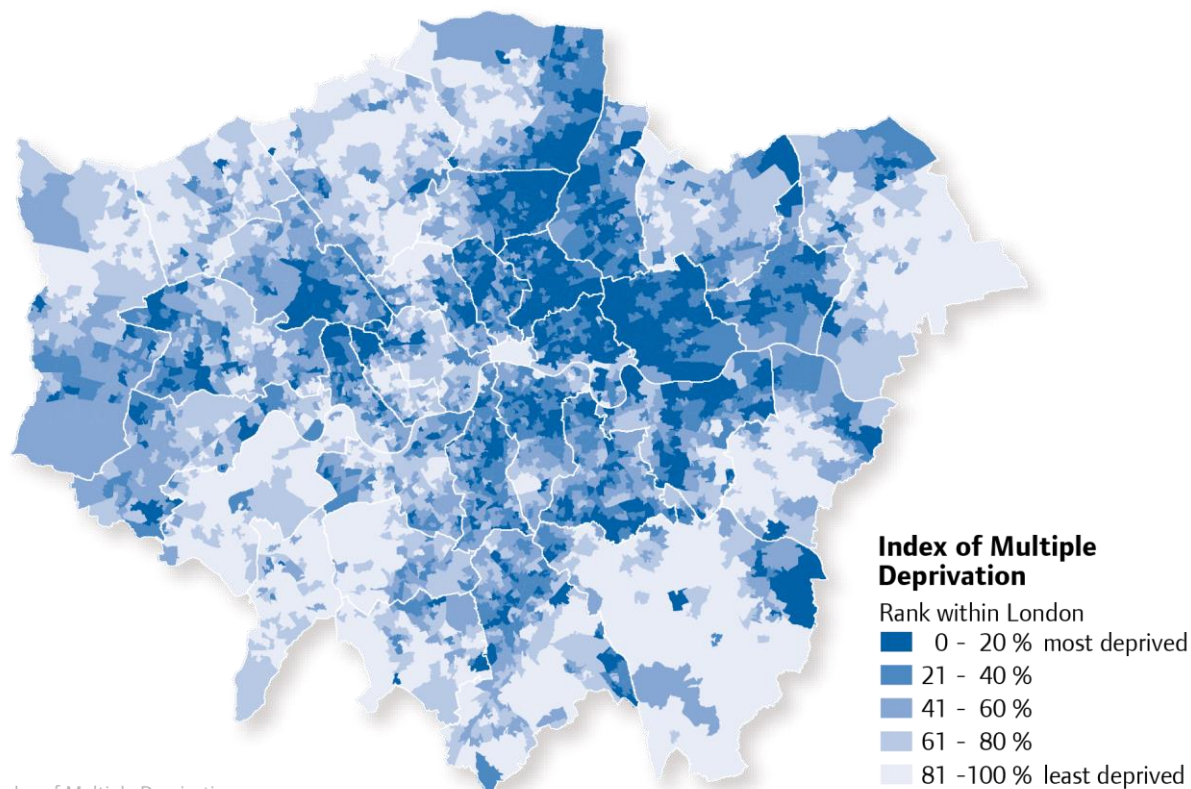 Index of Multiple
Deprivation
Rank within London
0 - 20 % most deprived
21 - 40 %
41 - 60 %
61 - 80 %
81 -100 % least deprived